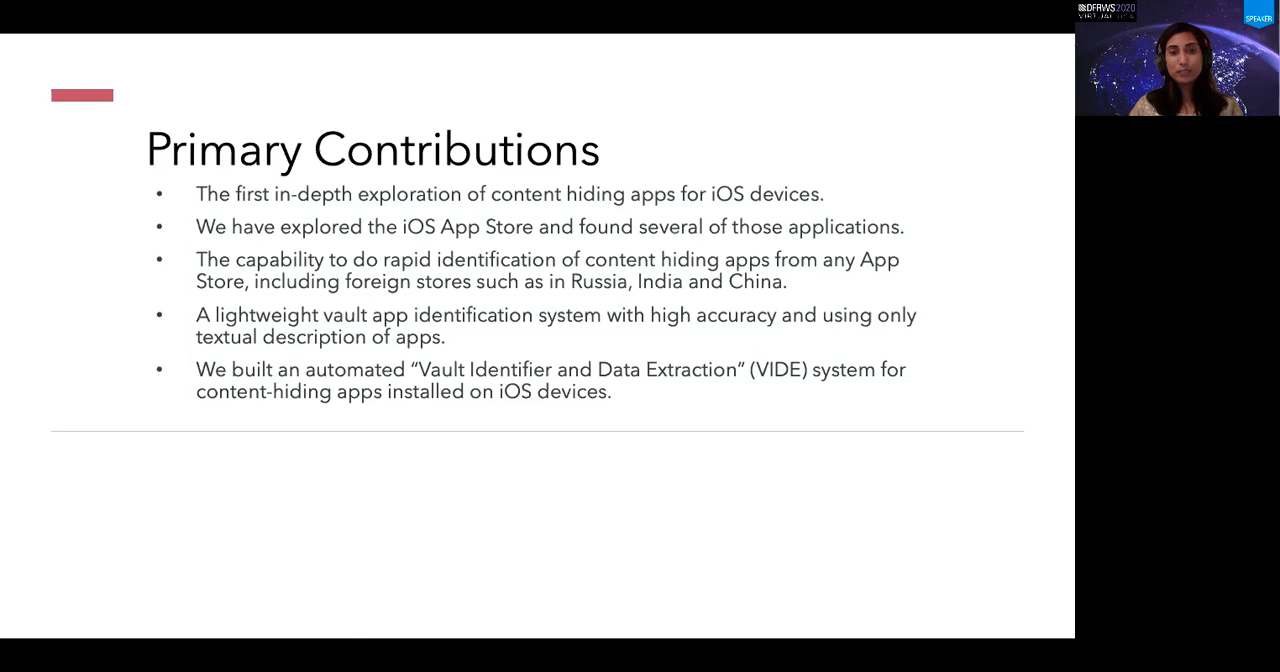 DFRWS2020
VIRTUAL USA
SPEAKER
Primary Contributions
• The first in-depth exploration of content hiding apps for iOS devices.
• We have explored the iOS App Store and found several of those applications.
• The capability to do rapid identification of content hiding apps from any App
Store, including foreign stores such as in Russia, India and China.
• A lightweight vault app identification system with high accuracy and using only
textual description of apps.
• We built an automated “Vault Identifier and Data Extraction” (VIDE) system for
content-hiding apps installed on iOS devices.